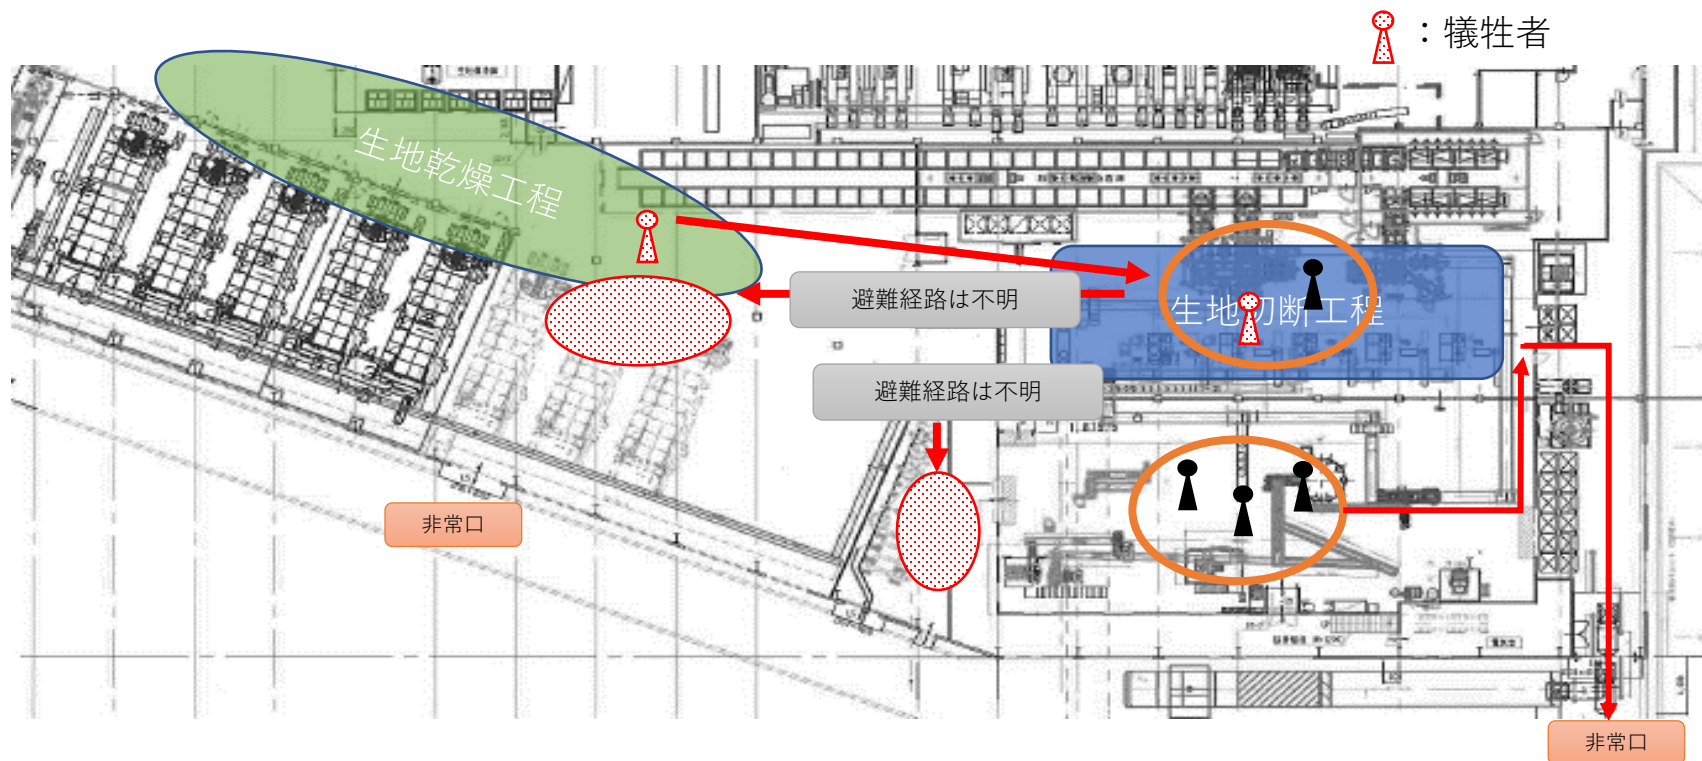 ：犠牲者
生地乾燥工程
避難経路は不明
生地切断工程
避難経路は不明
非常口
非常口